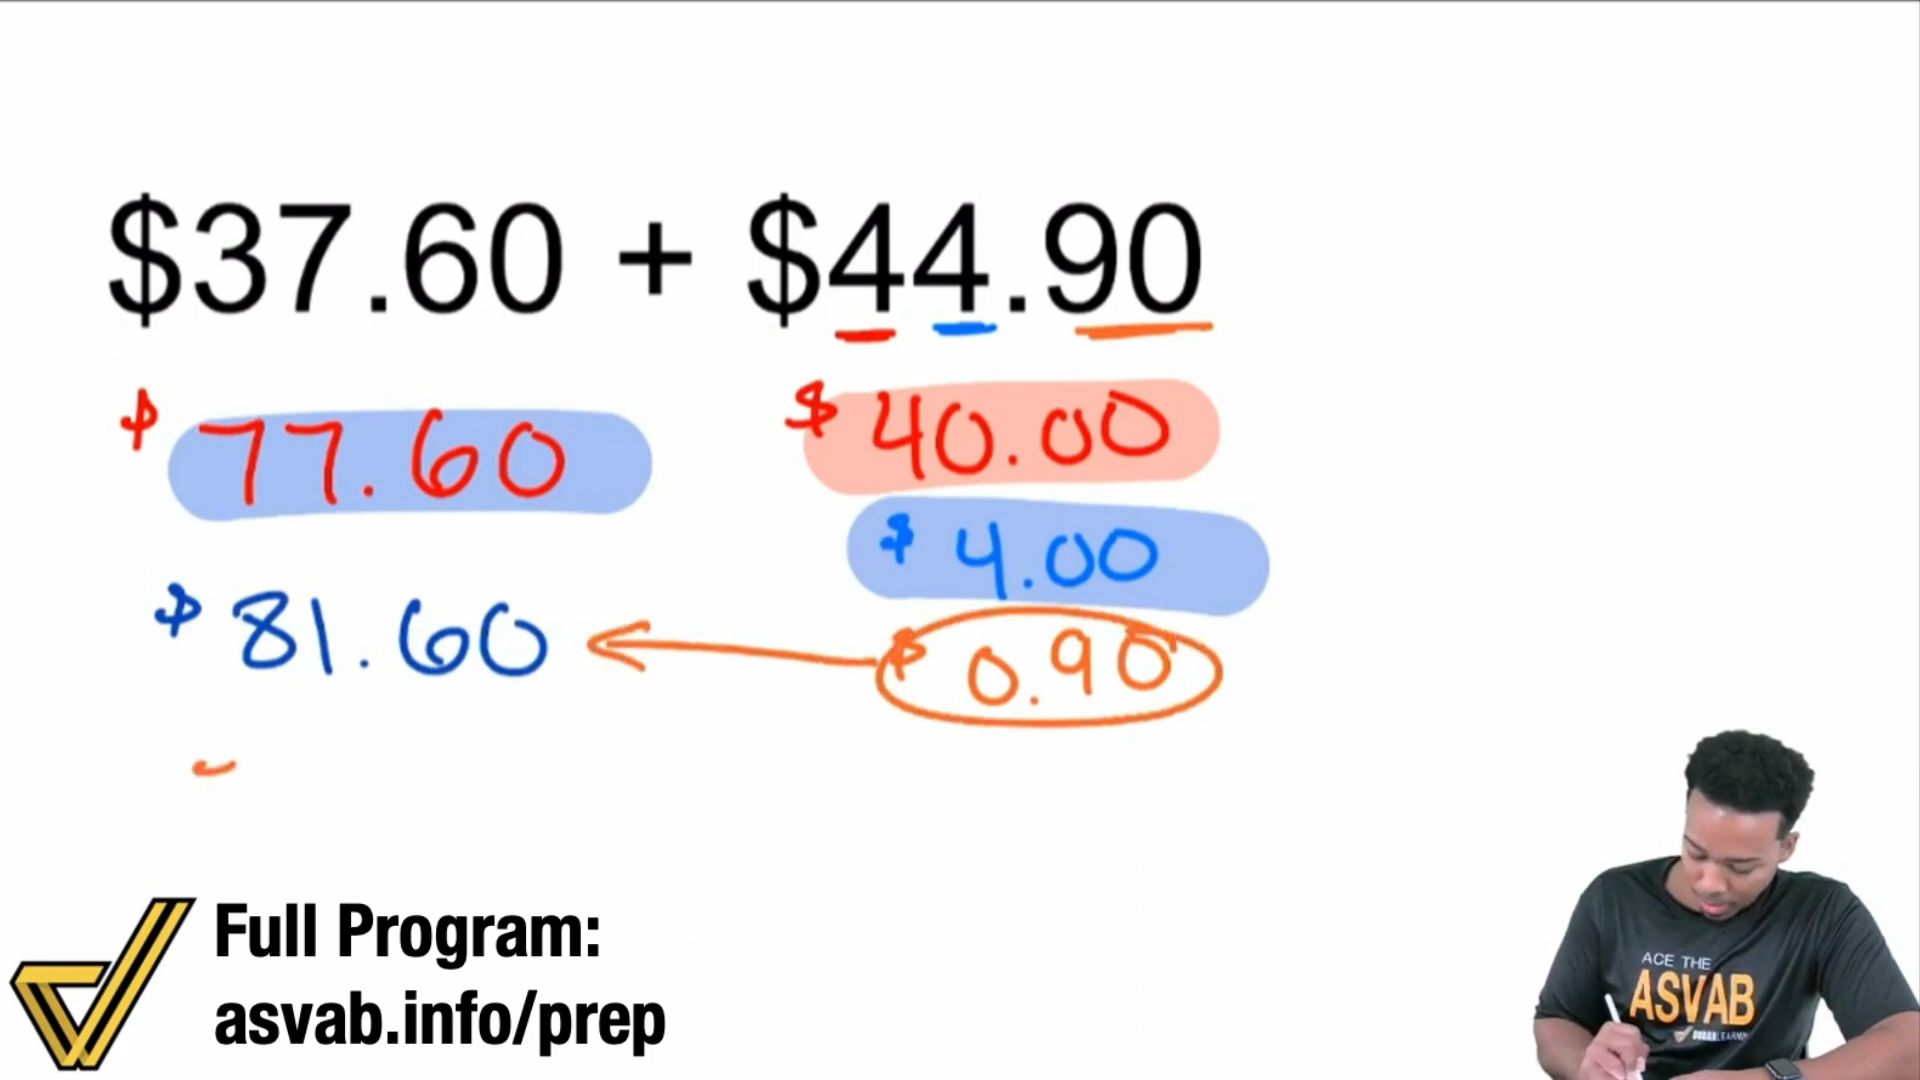 $37.60 + $44.90
$77.60 $40.00
$4.00
$81.60 $0.90
Full Program:
asvab.info/prep
ACE THE
ASVAB